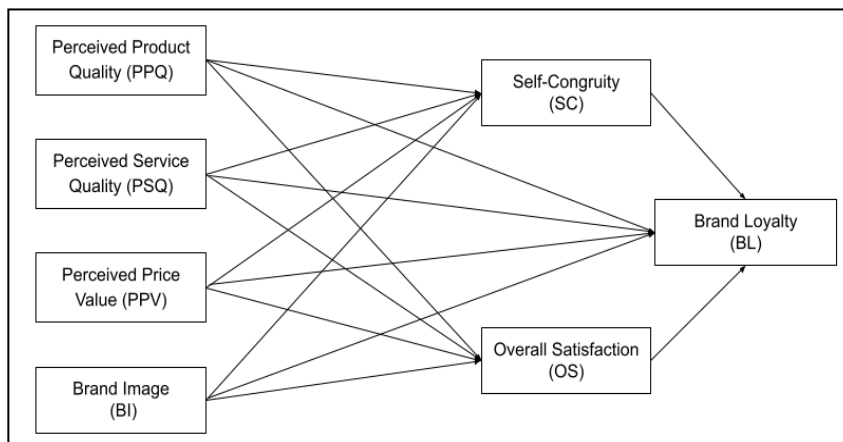 Perceived Product
Quality (PPQ)
Perceived Service
Quality (PSQ)
Perceived Price
Value (PPV)
Brand Image
(BI)
Self-Congruity
(SC)
Overall Satisfaction
(OS)
Brand Loyalty
(BL)